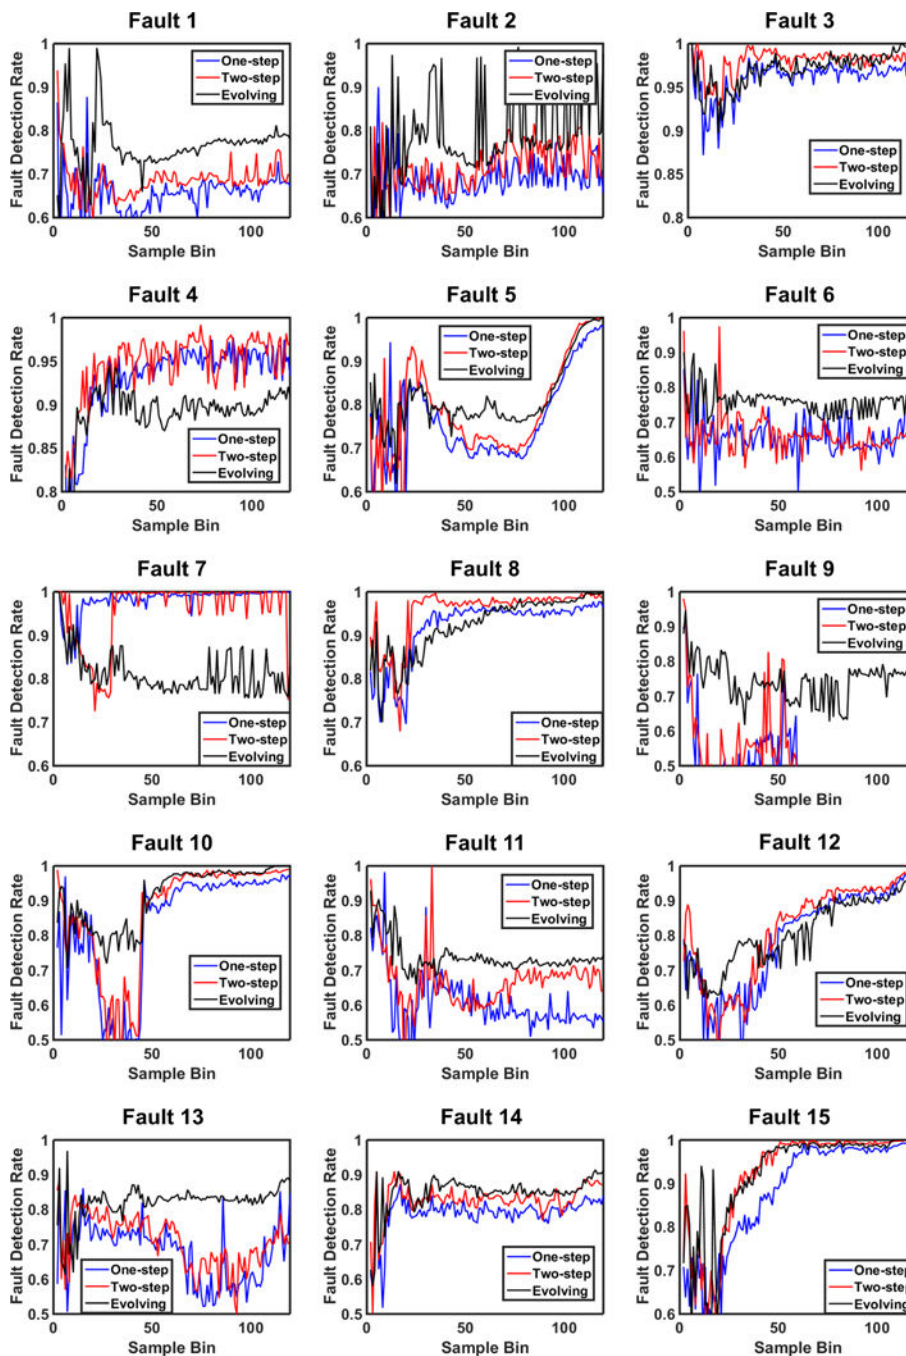 Fault 1
Fault Detection Rate
1
0.9
0.8
0.7
0.6
One-step
Two-step
Evolving
0
50
100
Sample Bin
Fault 2
Fault Detection Rate
1
0.9
0.8
0.7
0.6
One-step
Two-step
Evolving
0
50
100
Sample Bin
Fault 3
Fault Detection Rate
1
0.95
0.9
0.85
0.8
One-step
Two-step
Evolving
0
50
100
Sample Bin
Fault 4
Fault Detection Rate
1
0.95
0.9
0.85
0.8
One-step
Two-step
Evolving
0
50
100
Sample Bin
Fault 5
Fault Detection Rate
1
0.9
0.8
0.7
0.6
One-step
Two-step
Evolving
0
50
100
Sample Bin
Fault 6
Fault Detection Rate
1
0.9
0.8
0.7
0.6
0.5
One-step
Two-step
Evolving
0
50
100
Sample Bin
Fault 7
Fault Detection Rate
1
0.9
0.8
0.7
0.6
One-step
Two-step
Evolving
0
50
100
Sample Bin
Fault 8
Fault Detection Rate
1
0.9
0.8
0.7
0.6
One-step
Two-step
Evolving
0
50
100
Sample Bin
Fault 9
Fault Detection Rate
1
0.9
0.8
0.7
0.6
0.5
One-step
Two-step
Evolving
0
50
100
Sample Bin
Fault 10
Fault Detection Rate
1
0.9
0.8
0.7
0.6
0.5
One-step
Two-step
Evolving
0
50
100
Sample Bin
Fault 11
Fault Detection Rate
1
0.9
0.8
0.7
0.6
0.5
One-step
Two-step
Evolving
0
50
100
Sample Bin
Fault 12
Fault Detection Rate
1
0.9
0.8
0.7
0.6
0.5
One-step
Two-step
Evolving
0
50
100
Sample Bin
Fault 13
Fault Detection Rate
1
0.9
0.8
0.7
0.6
0.5
One-step
Two-step
Evolving
0
50
100
Sample Bin
Fault 14
Fault Detection Rate
1
0.9
0.8
0.7
0.6
0.5
One-step
Two-step
Evolving
0
50
100
Sample Bin
Fault 15
Fault Detection Rate
1
0.9
0.8
0.7
0.6
One-step
Two-step
Evolving
0
50
100
Sample Bin